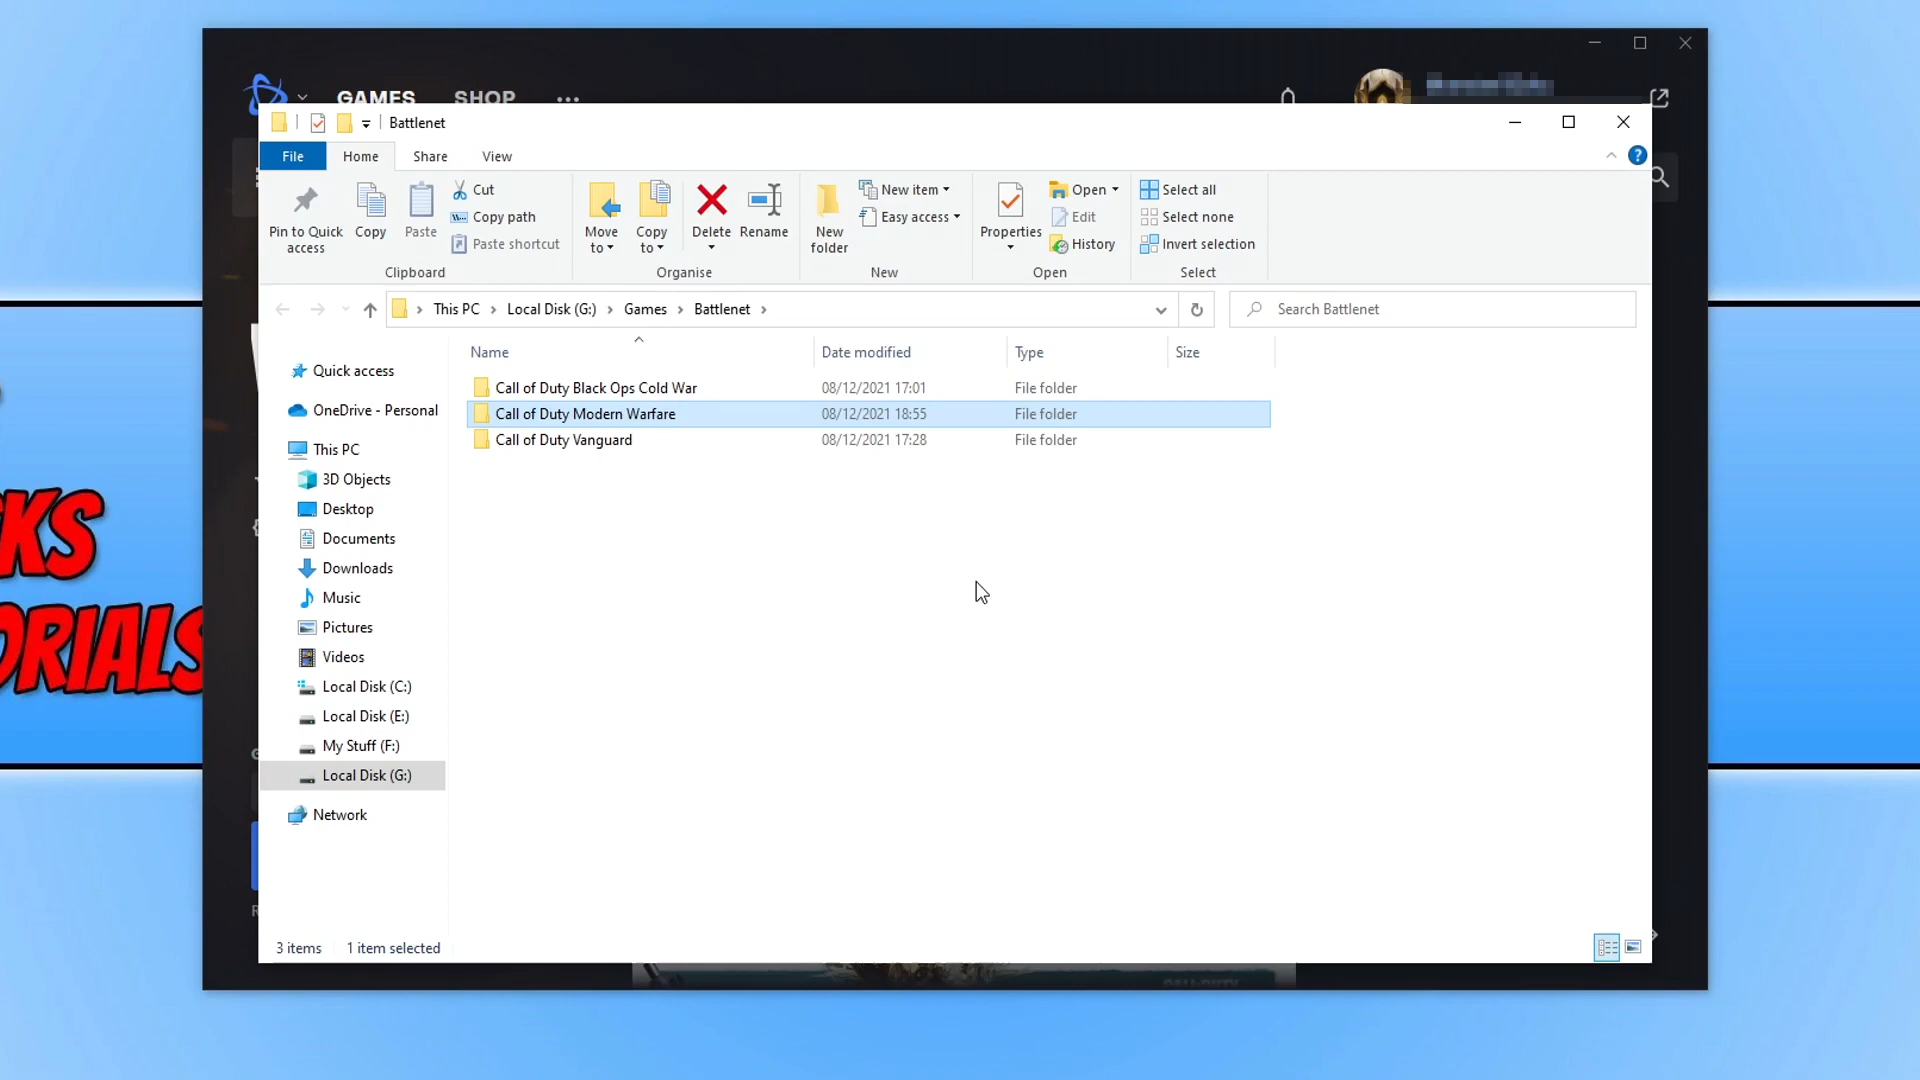 GAMES SHOP
Battlenet
File Home Share View
Pin to Quick access
Copy
Paste
Cut
Copy path
Paste shortcut
Clipboard
Move to
Copy to
Delete
Rename
Organise
New folder
New item
Easy access
New
Properties
Open
Edit
History
Open
Select all
Select none
Invert selection
Select
This PC Local Disk (G:) Games Battlenet
Search Battlenet
Quick access
OneDrive - Personal
This PC
3D Objects
Desktop
Documents
Downloads
Music
Pictures
Videos
Local Disk (C:)
Local Disk (E:)
My Stuff (F:)
Local Disk (G:)
Network
Name Date modified Type Size
Call of Duty Black Ops Cold War 08/12/2021 17:01 File folder
Call of Duty Modern Warfare 08/12/2021 18:55 File folder
Call of Duty Vanguard 08/12/2021 17:28 File folder
3 items 1 item selected
KS
ORIALS